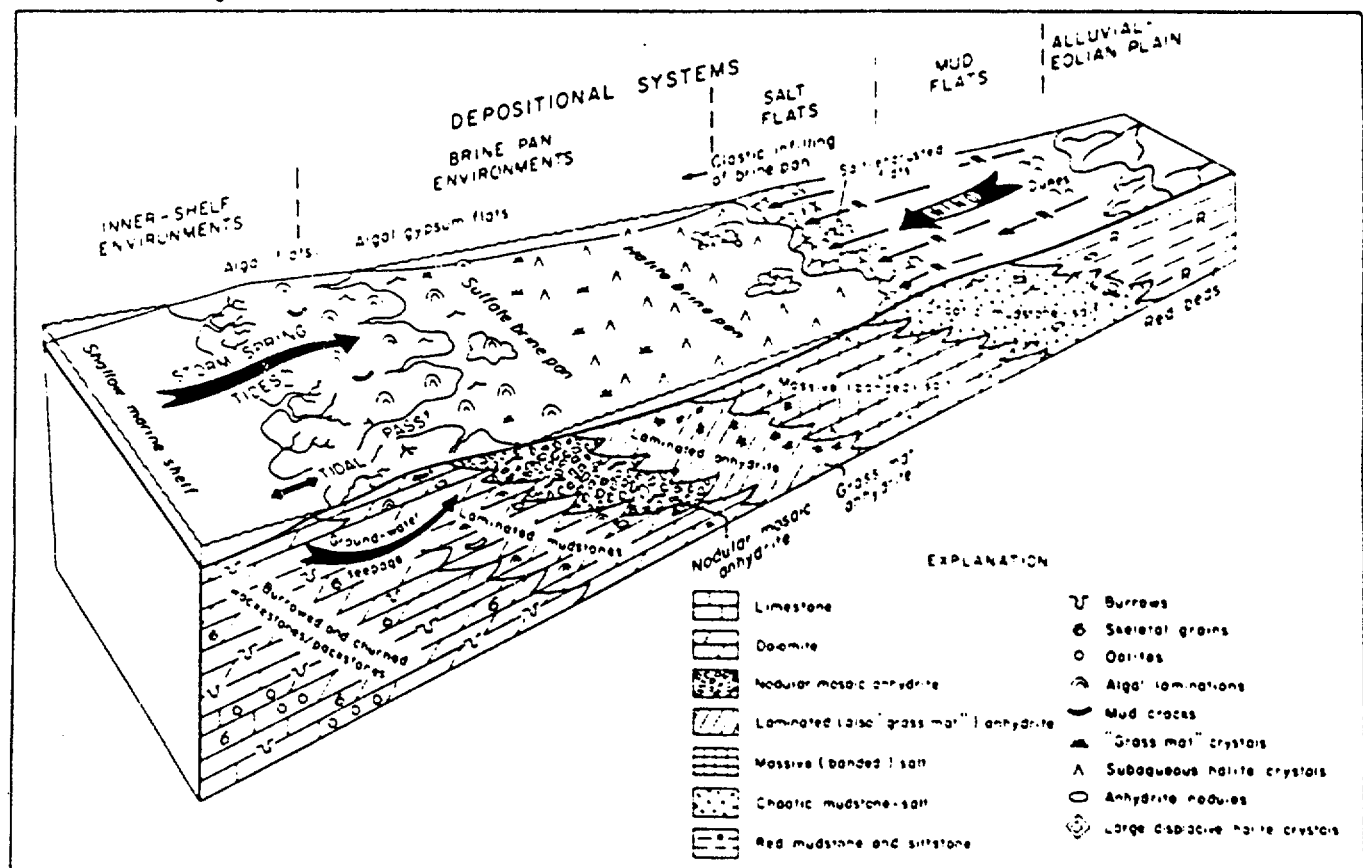 DEPOSITIONAL SYSTEMS
INNER-SHELF
ENVIRONMENTS
BRINE PAN
ENVIRONMENTS
SALT
FLATS
MUD
FLATS
ALLUVIAL-
EOLIAN PLAIN
Algal flats
Algal gypsum flats
Clastic infilling
of brine pan
Salt-encrusted
flats
Dunes
WIND
Shallow marine shelf
STORM SPRING
TIDES
TIDAL
PASS
Sulfate brine pan
Halite brine pan
Ground-water
seepage
Burrowed and churned
packstones
Laminated mudstones
Nodular mosaic
anhydrite
Laminated anhydrite
Grass mat
anhydrite
Massive (banded) salt
Chaotic mudstone-salt
Red beds
EXPLANATION
Limestone
Dolomite
Nodular mosaic anhydrite
Laminated (also "grass mat") anhydrite
Massive (banded) salt
Chaotic mudstone-salt
Red mudstone and siltstone
Burrows
Skeletal grains
Oolites
Algal laminations
Mud cracks
"Grass mat" crystals
Subaqueous halite crystals
Anhydrite nodules
Large displacive halite crystals